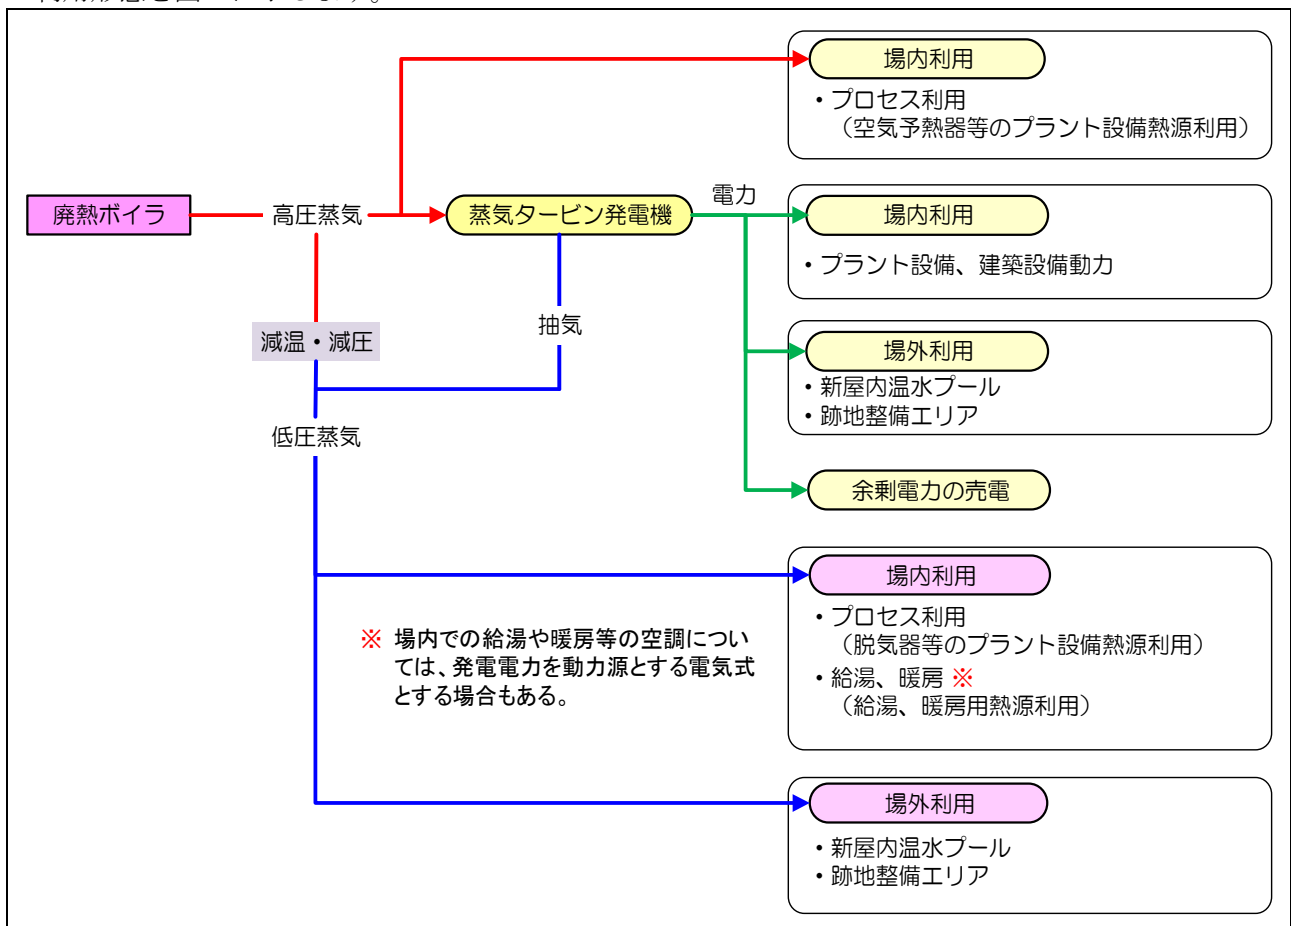 場内利用
・プロセス利用
（空気予熱器等のプラント設備熱源利用）
廃熱ボイラ
高圧蒸気
蒸気タービン発電機
電力
場内利用
・プラント設備、建築設備動力
減温・減圧
抽気
場外利用
・新屋内温水プール
・跡地整備エリア
低圧蒸気
余剰電力の売電
場内利用
・プロセス利用
（脱気器等のプラント設備熱源利用）
・給湯、暖房 ※
（給湯、暖房用熱源利用）
※ 場内での給湯や暖房等の空調につい
ては、発電電力を動力源とする電気式
とする場合もある。
場外利用
・新屋内温水プール
・跡地整備エリア